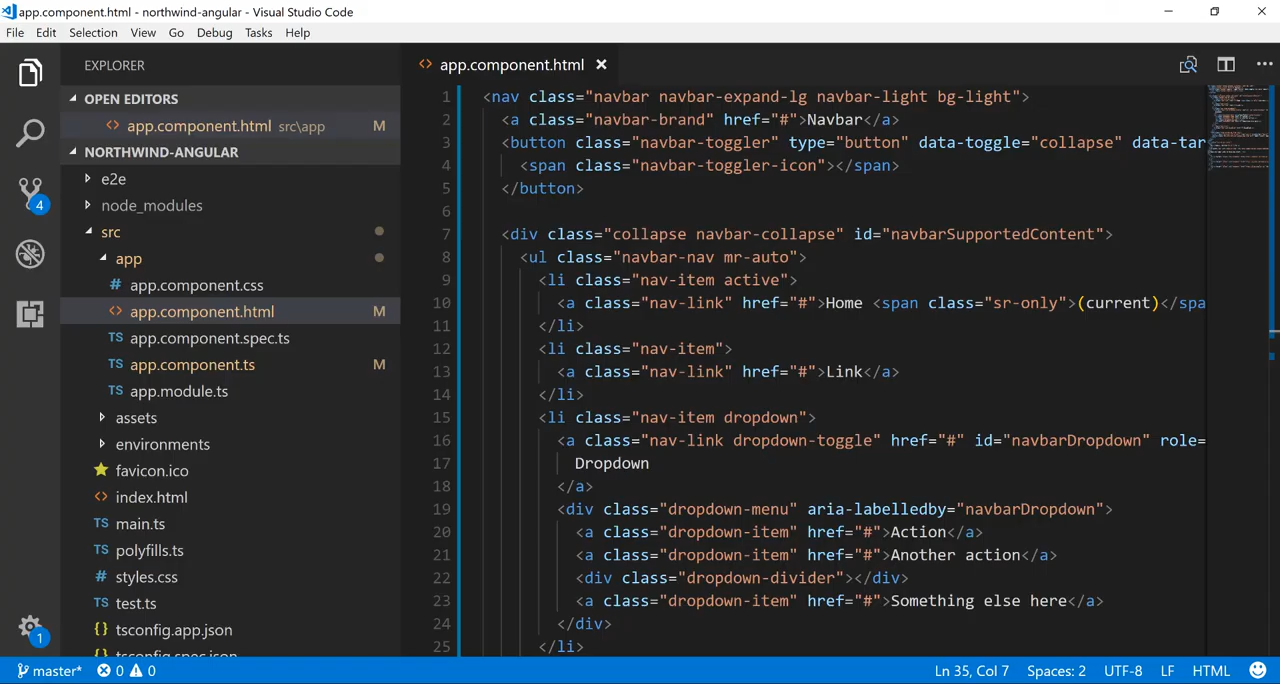 app.component.html - northwind-angular - Visual Studio Code
File Edit Selection View Go Debug Tasks Help
EXPLORER
OPEN EDITORS
app.component.html src\app M
NORTHWIND-ANGULAR
e2e
node_modules
src
app
# app.component.css
<> app.component.html M
TS app.component.spec.ts
TS app.component.ts M
TS app.module.ts
assets
environments
favicon.ico
<> index.html
TS main.ts
TS polyfills.ts
# styles.css
TS test.ts
{} tsconfig.app.json
{} tsconfig.spec.json
4
1
<> app.component.html
1 <nav class="navbar navbar-expand-lg navbar-light bg-light">
2 <a class="navbar-brand" href="#">Navbar</a>
3 <button class="navbar-toggler" type="button" data-toggle="collapse" data-tar
4 <span class="navbar-toggler-icon"></span>
5 </button>
6
7 <div class="collapse navbar-collapse" id="navbarSupportedContent">
8 <ul class="navbar-nav mr-auto">
9 <li class="nav-item active">
10 <a class="nav-link" href="#">Home <span class="sr-only">(current)</spa
11 </li>
12 <li class="nav-item">
13 <a class="nav-link" href="#">Link</a>
14 </li>
15 <li class="nav-item dropdown">
16 <a class="nav-link dropdown-toggle" href="#" id="navbarDropdown" role=
17 Dropdown
18 </a>
19 <div class="dropdown-menu" aria-labelledby="navbarDropdown">
20 <a class="dropdown-item" href="#">Action</a>
21 <a class="dropdown-item" href="#">Another action</a>
22 <div class="dropdown-divider"></div>
23 <a class="dropdown-item" href="#">Something else here</a>
24 </div>
25 </li>
master* 0 0 Ln 35, Col 7 Spaces: 2 UTF-8 LF HTML